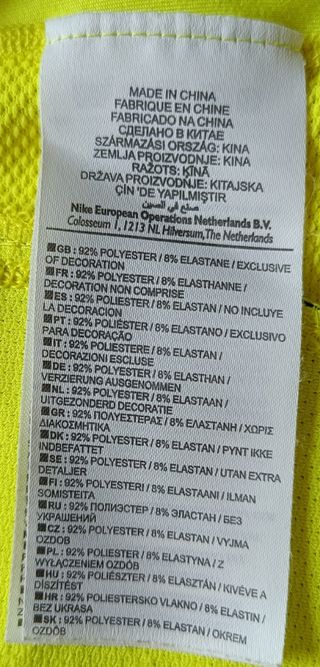 MADE IN CHINA
FABRIQUE EN CHINE
FABRICADO NA CHINA
СДЕЛАНО В КИТАЕ
SZÁRMAZÁSI ORSZÁG: KINA
ZEMLJA PROIZVODNJE: KINA
RAŽOTS: ĶĪNĀ
DRŽAVA PROIZVODNJE: KITAJSKA
ÇİN 'DE YAPILMIŞTIR
صنع في الصين
Nike European Operations Netherlands B.V.
Colosseum 1, 1213 NL Hilversum, The Netherlands
GB : 92% POLYESTER / 8% ELASTANE / EXCLUSIVE
OF DECORATION
FR : 92% POLYESTER / 8% ELASTHANNE /
DECORATION NON COMPRISE
ES : 92% POLIESTER / 8% ELASTAN / NO INCLUYE
LA DECORACION
PT : 92% POLIÉSTER / 8% ELASTANO / EXCLUSIVO
PARA DECORAÇÃO
IT : 92% POLIESTERE / 8% ELASTAN /
DECORAZIONI ESCLUSE
DE : 92% POLYESTER / 8% ELASTHAN /
VERZIERUNG AUSGENOMMEN
NL : 92% POLYESTER / 8% ELASTAAN /
UITGEZONDERD DECORATIE
GR : 92% ΠΟΛΥΕΣΤΕΡΑΣ / 8% ΕΛΑΣΤΑΝΗ / ΧΩΡΙΣ
ΔΙΑΚΟΣΜΗΤΙΚΑ
DK : 92% POLYESTER / 8% ELASTAN / PYNT IKKE
INDBEFATTET
SE : 92% POLYESTER / 8% ELASTAN / UTAN EXTRA
DETALJER
FI : 92% POLYESTERI / 8% ELASTAANI / ILMAN
SOMISTEITA
RU : 92% ПОЛИЭСТЕР / 8% ЭЛАСТАН / БЕЗ
УКРАШЕНИЙ
CZ : 92% POLYESTER / 8% ELASTAN / VYJMA
OZDOB
PL : 92% POLIESTER / 8% ELASTYNA / Z
WYŁĄCZENIEM OZDÓB
HU : 92% POLIÉSZTER / 8% ELASZTÁN / KIVÉVE A
DÍSZÍTÉST
HR : 92% POLIESTERSKO VLAKNO / 8% ELASTIN /
BEZ UKRASA
SK : 92% POLYESTER / 8% ELASTAN / OKREM
OZDÔB